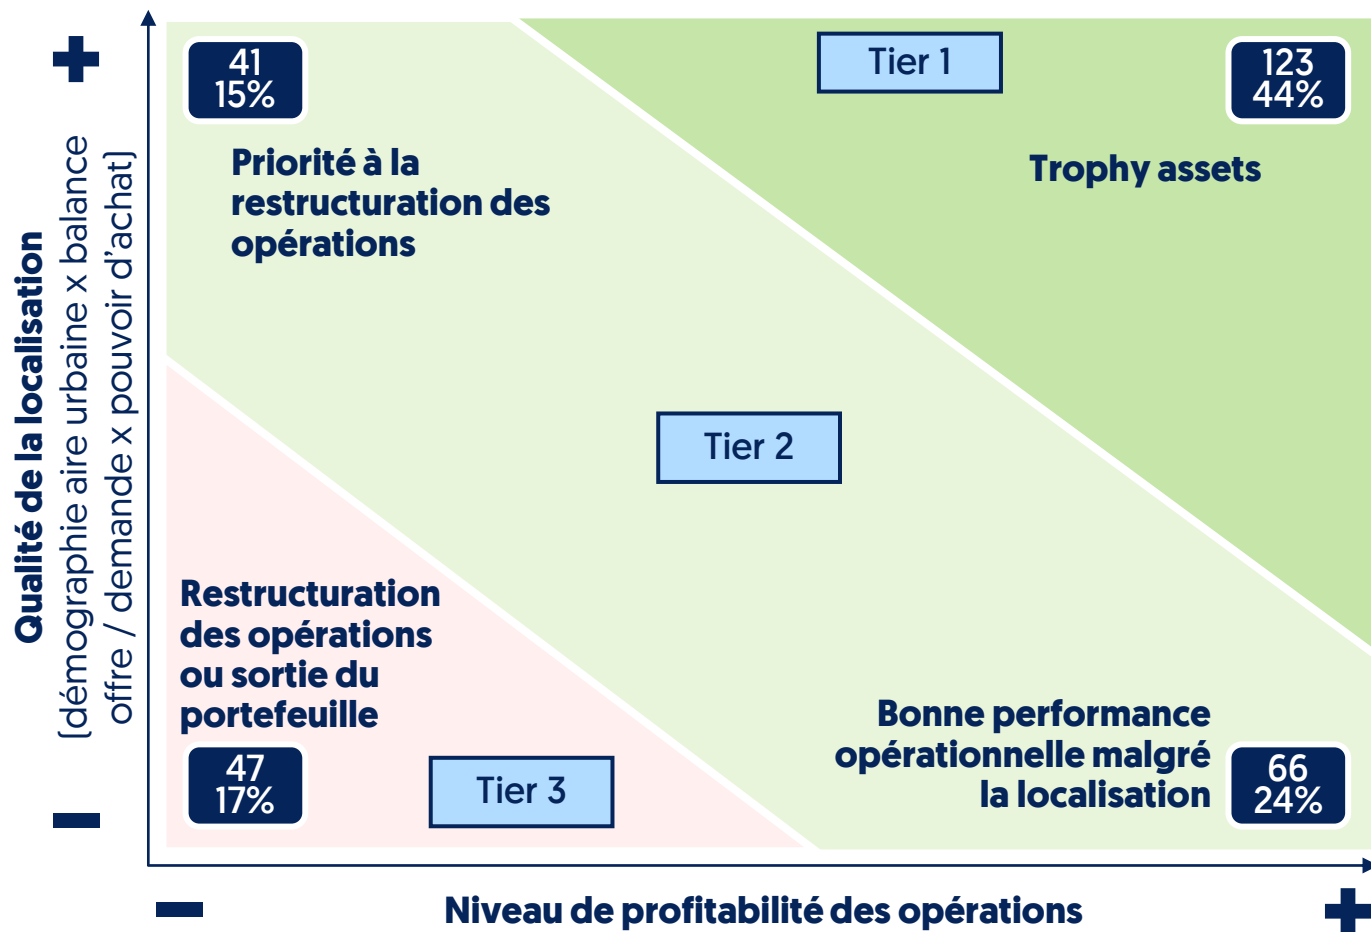 Qualité de la localisation
(démographie aire urbaine x balance
offre / demande x pouvoir d’achat)
41
15%
Priorité à la
restructuration des
opérations
Tier 1
123
44%
Trophy assets
Tier 2
Restructuration
des opérations
ou sortie du
portefeuille
47
17%
Tier 3
Bonne performance
opérationnelle malgré
la localisation
66
24%
Niveau de profitabilité des opérations